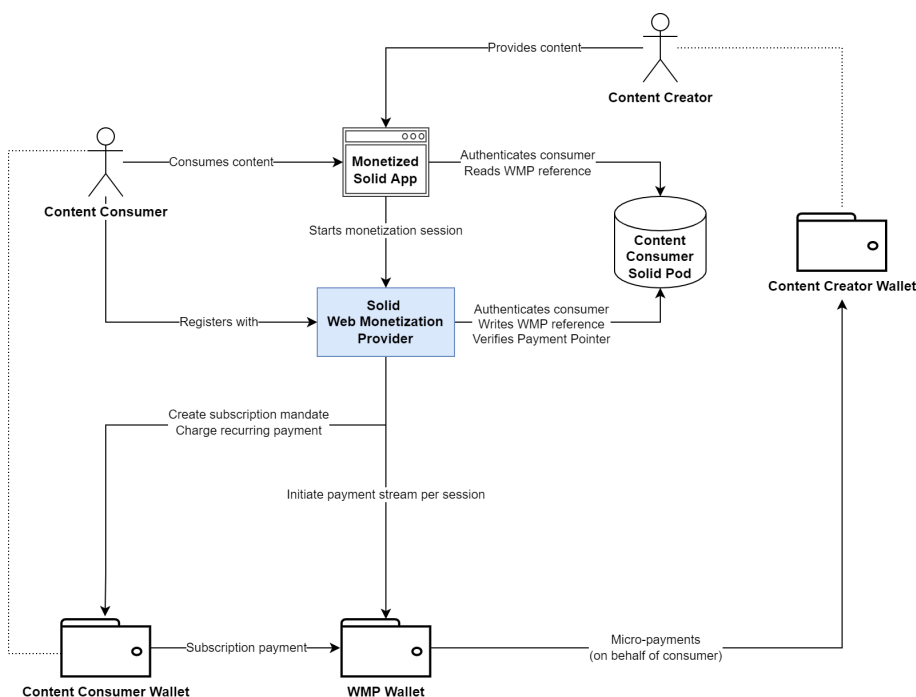 Provides content
Content Creator
Consumes content
Monetized
Solid App
Authenticates consumer
Reads WMP reference
Content Consumer
Starts monetization session
Content
Consumer
Solid Pod
Content Creator Wallet
Registers with
Solid
Web Monetization
Provider
Authenticates consumer
Writes WMP reference
Verifies Payment Pointer
Create subscription mandate
Charge recurring payment
Initiate payment stream per session
Subscription payment
Micro-payments
(on behalf of consumer)
Content Consumer Wallet
WMP Wallet